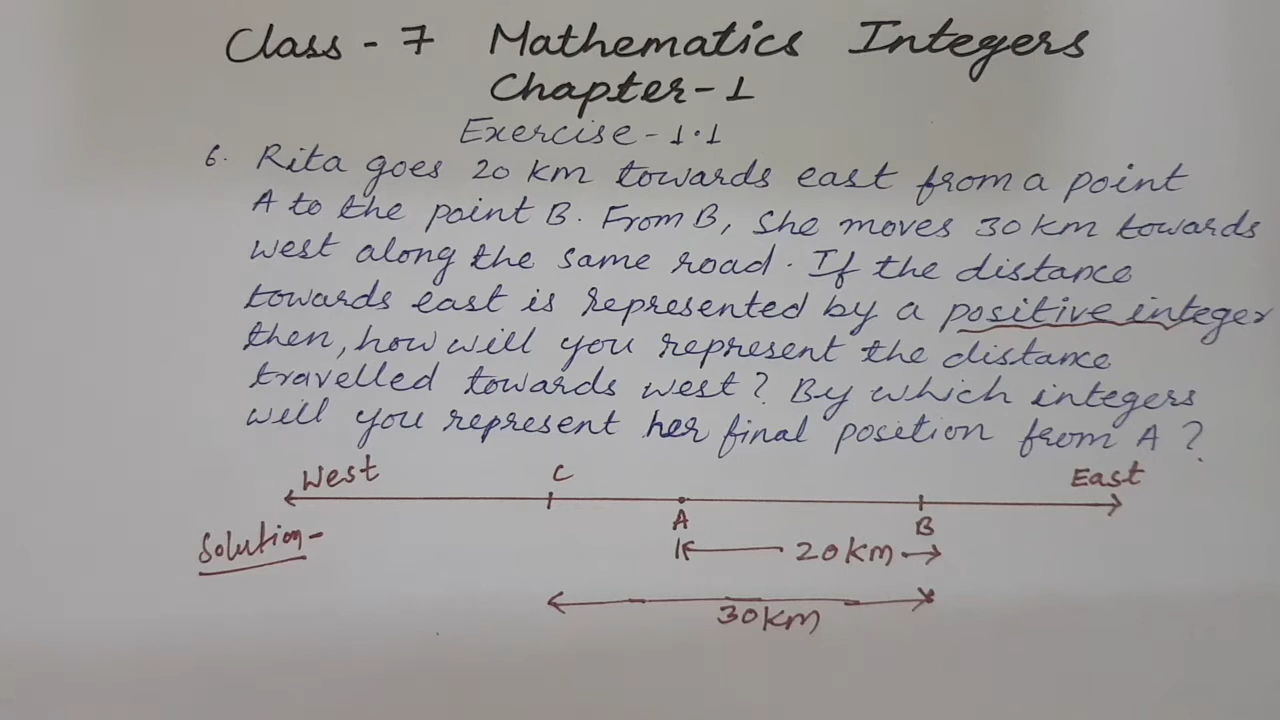 Class - 7 Mathematics Integers
Chapter - 1
Exercise - 1.1
6. Rita goes 20 km towards east from a point
A to the point B. From B, She moves 30 km towards
west along the same road. If the distance
towards east is represented by a positive integer
then, how will you represent the distance
travelled towards west? By which integers
will you represent her final position from A?
West C East
A B
Solution -
20 km
30 km